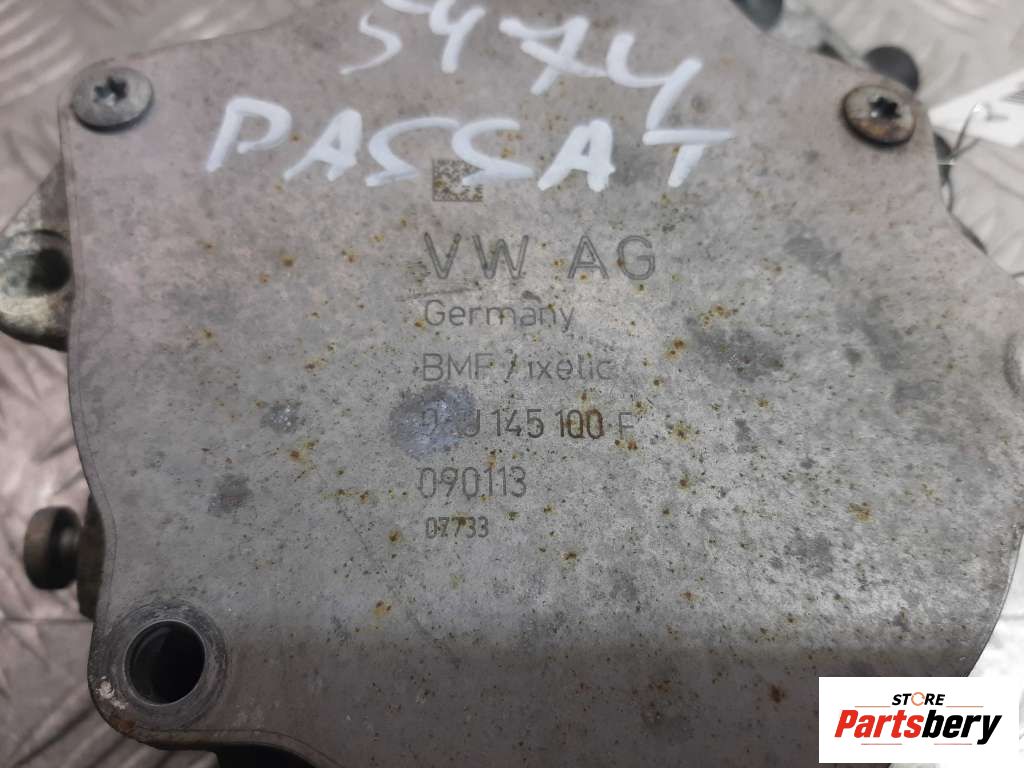 5474
PASSAT
VW AG
Germany
BMF / ixetic
145 100 F
090113
07733
STORE
Partsbery